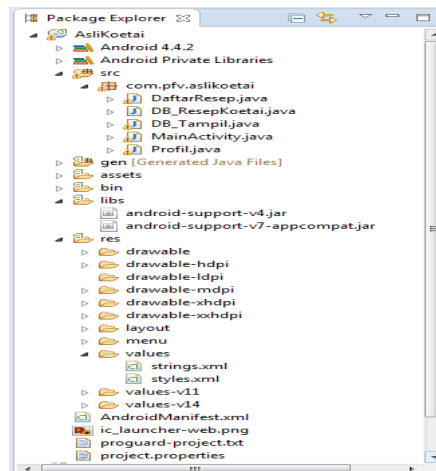 Package Explorer
AsliKoetai
Android 4.4.2
Android Private Libraries
src
com.pfv.aslikoetai
DaftarResep.java
DB_ResepKoetai.java
DB_Tampil.java
MainActivity.java
Profil.java
gen [Generated Java Files]
assets
bin
libs
android-support-v4.jar
android-support-v7-appcompat.jar
res
drawable
drawable-hdpi
drawable-ldpi
drawable-mdpi
drawable-xhdpi
drawable-xxhdpi
layout
menu
values
strings.xml
styles.xml
values-v11
values-v14
AndroidManifest.xml
ic_launcher-web.png
proguard-project.txt
project.properties